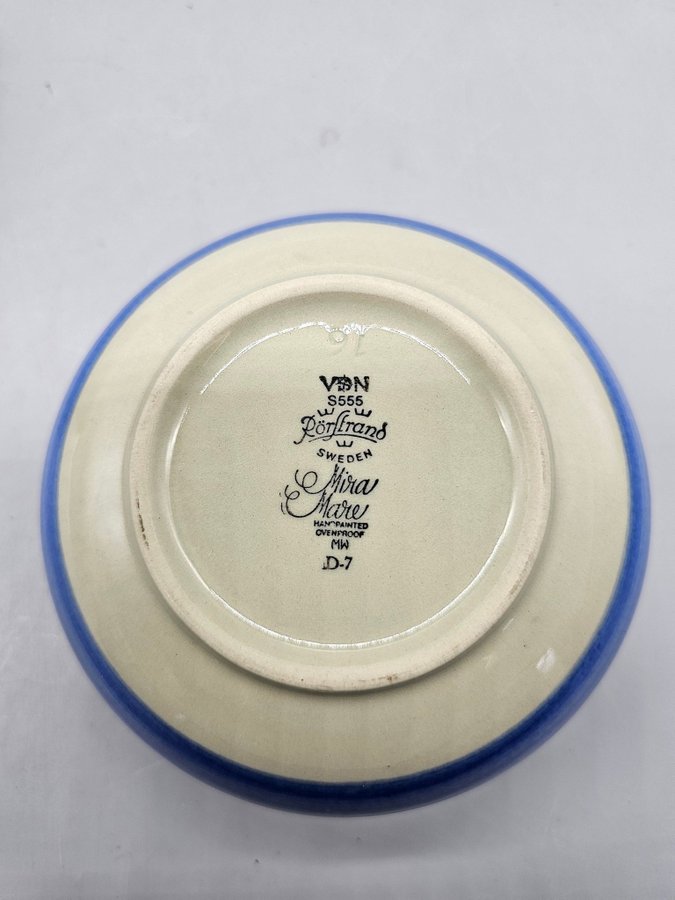 VDN
S555
Rörstrand
SWEDEN
Mira
Mare
HANDPAINTED
OVENPROOF
MW
D-7